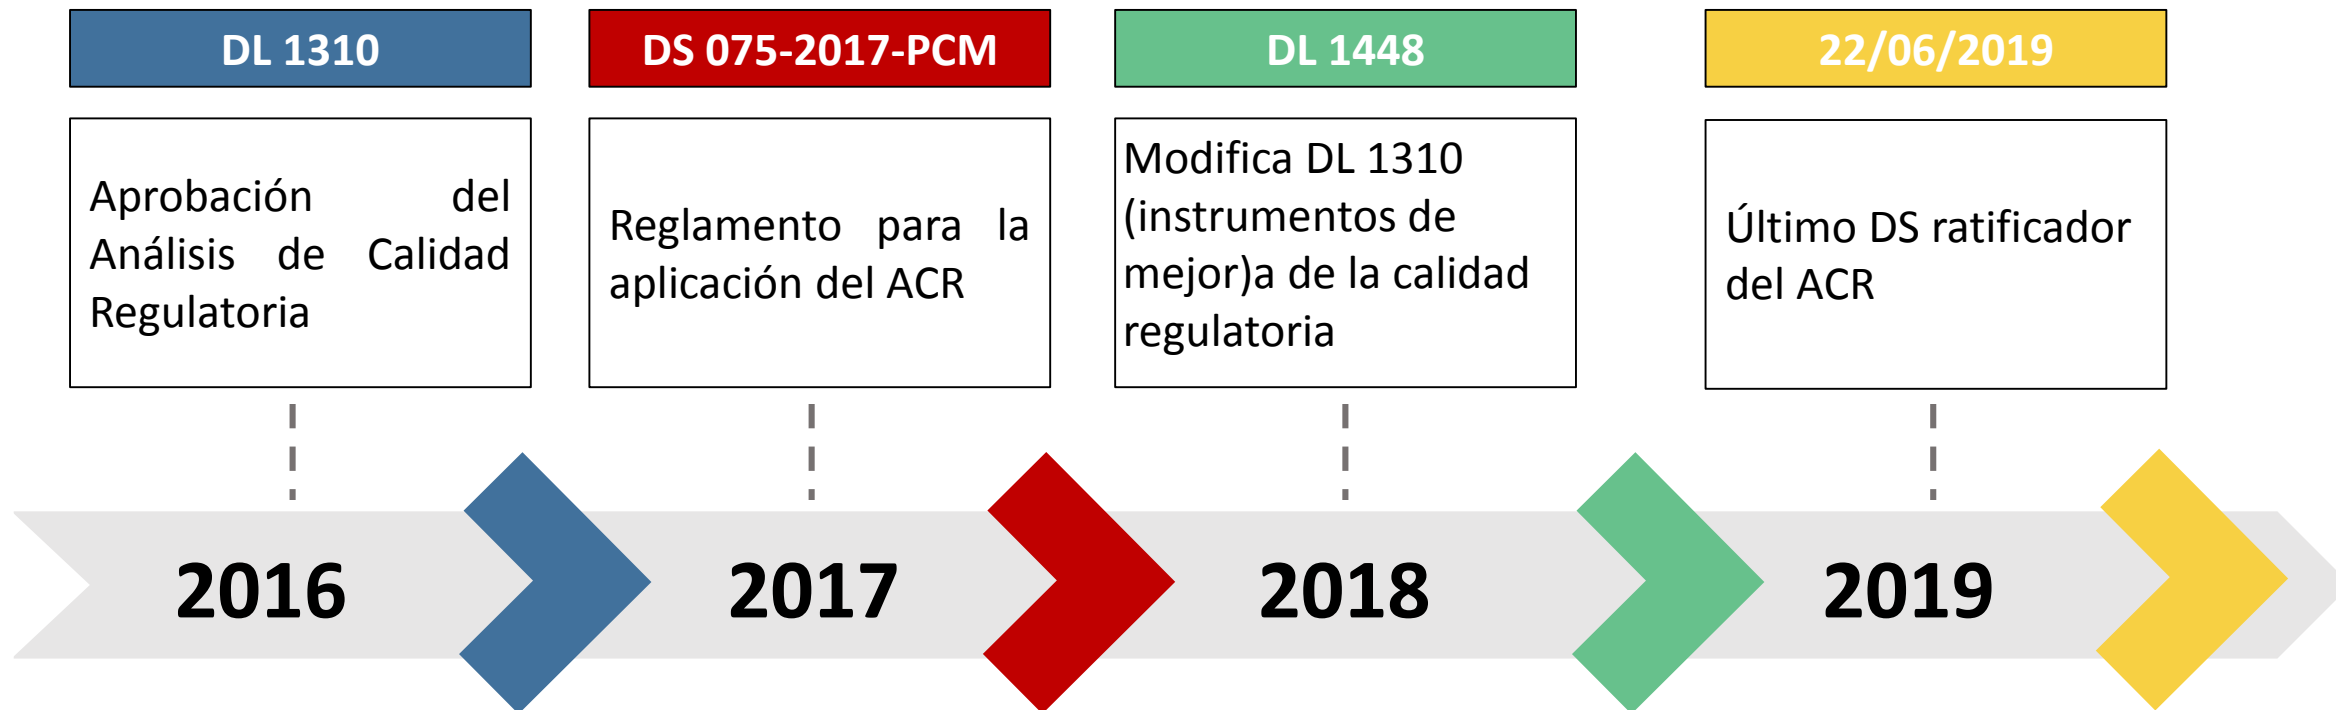 DL 1310
Aprobación del
Análisis de Calidad
Regulatoria
DS 075-2017-PCM
Reglamento para la
aplicación del ACR
DL 1448
Modifica DL 1310
(instrumentos de
mejor)a de la calidad
regulatoria
22/06/2019
Último DS ratificador
del ACR
2016
2017
2018
2019